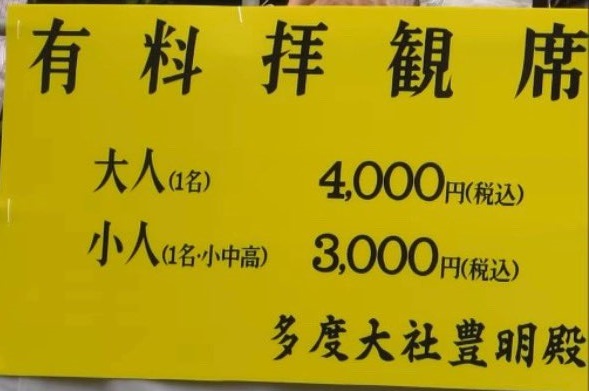 有料拝観席
大人(1名) 4,000円(税込)
小人(1名·小中高) 3,000円(税込)
多度大社豊明殿